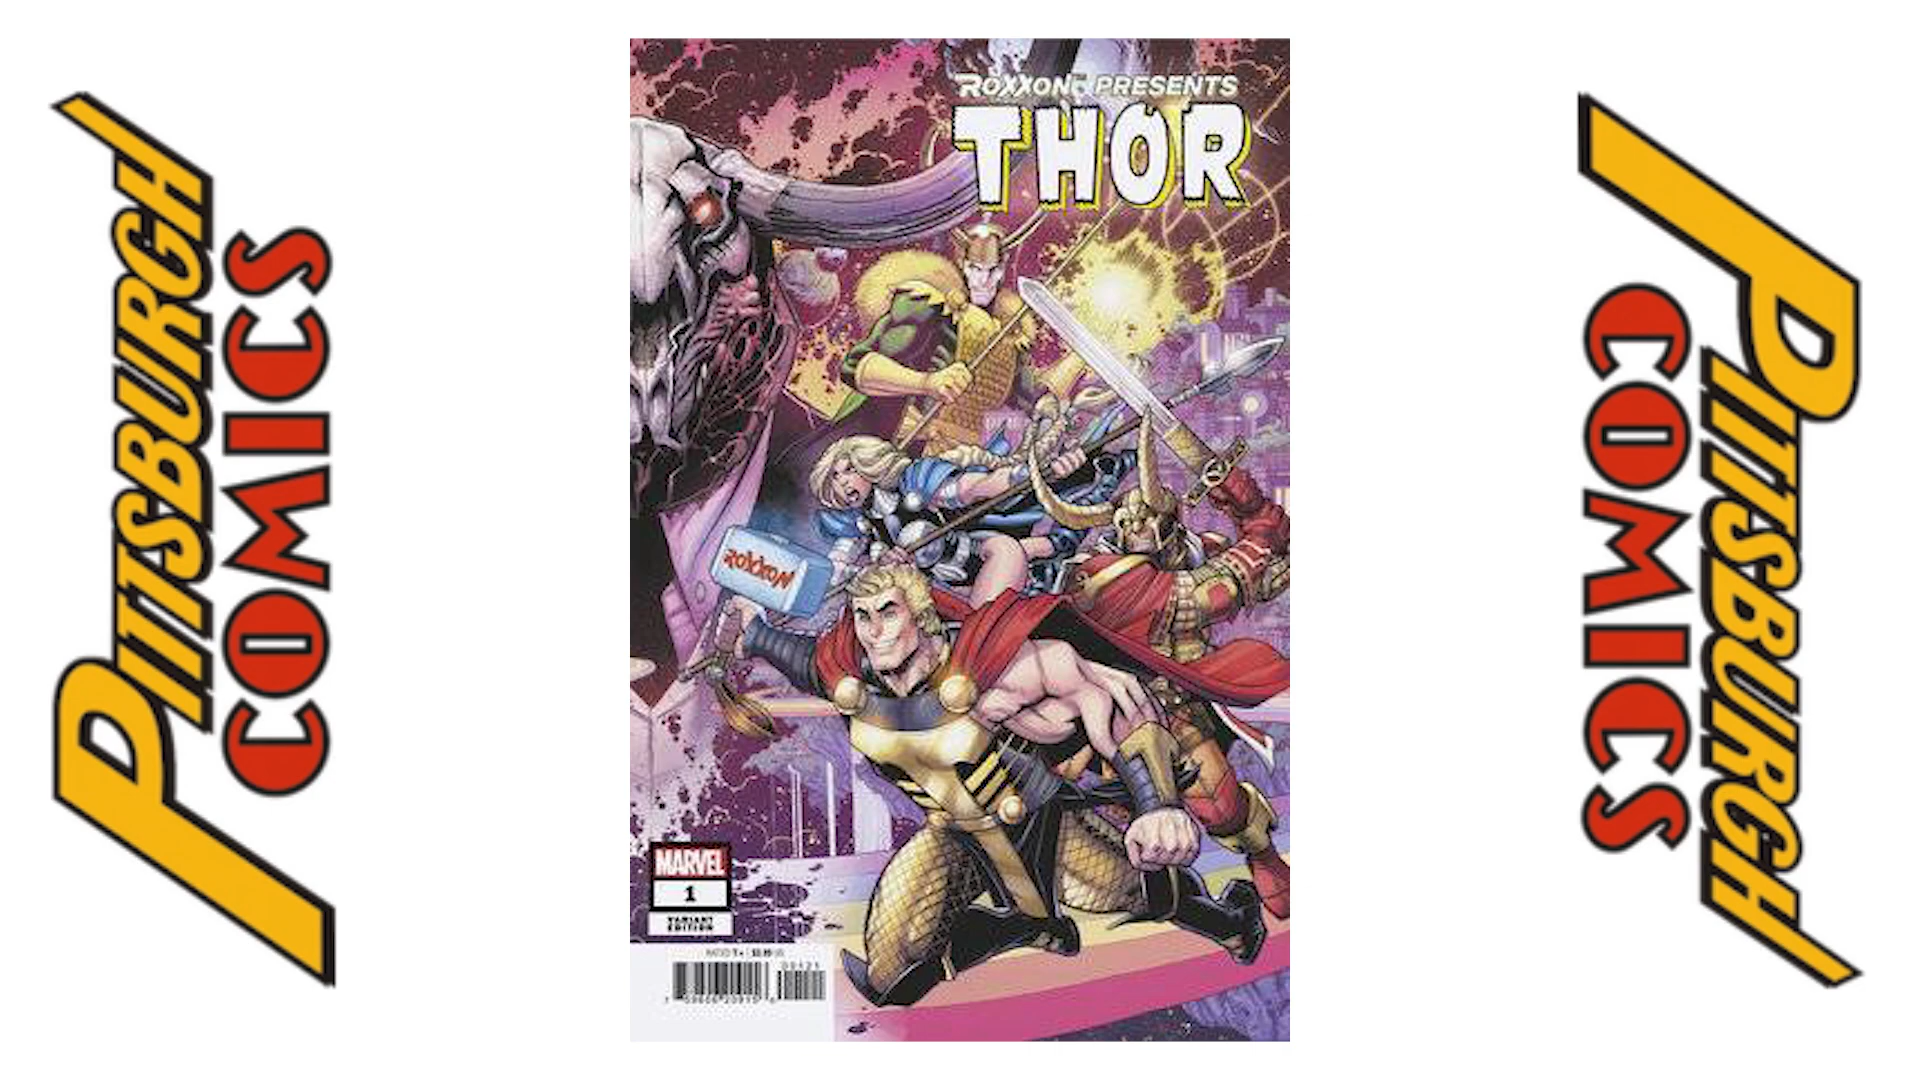 PITTSBURGH
COMICS
ROXXON PRESENTS
THOR
ROXXON
MARVEL
1
VARIANT
EDITION
PITTSBURGH
COMICS